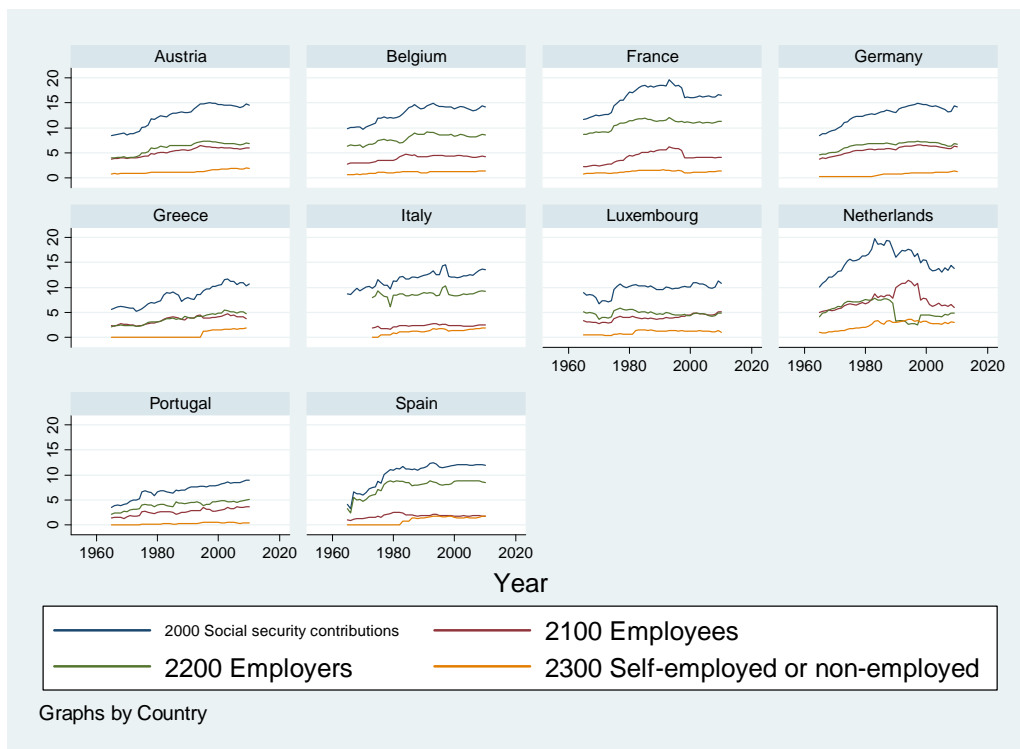 Austria Belgium France Germany
20
15
10
5
0
Greece Italy Luxembourg Netherlands
20
15
10
5
0
1960 1980 2000 2020 1960 1980 2000 2020
Portugal Spain
20
15
10
5
0
1960 1980 2000 2020 1960 1980 2000 2020
Year
2000 Social security contributions 2100 Employees
2200 Employers 2300 Self-employed or non-employed
Graphs by Country